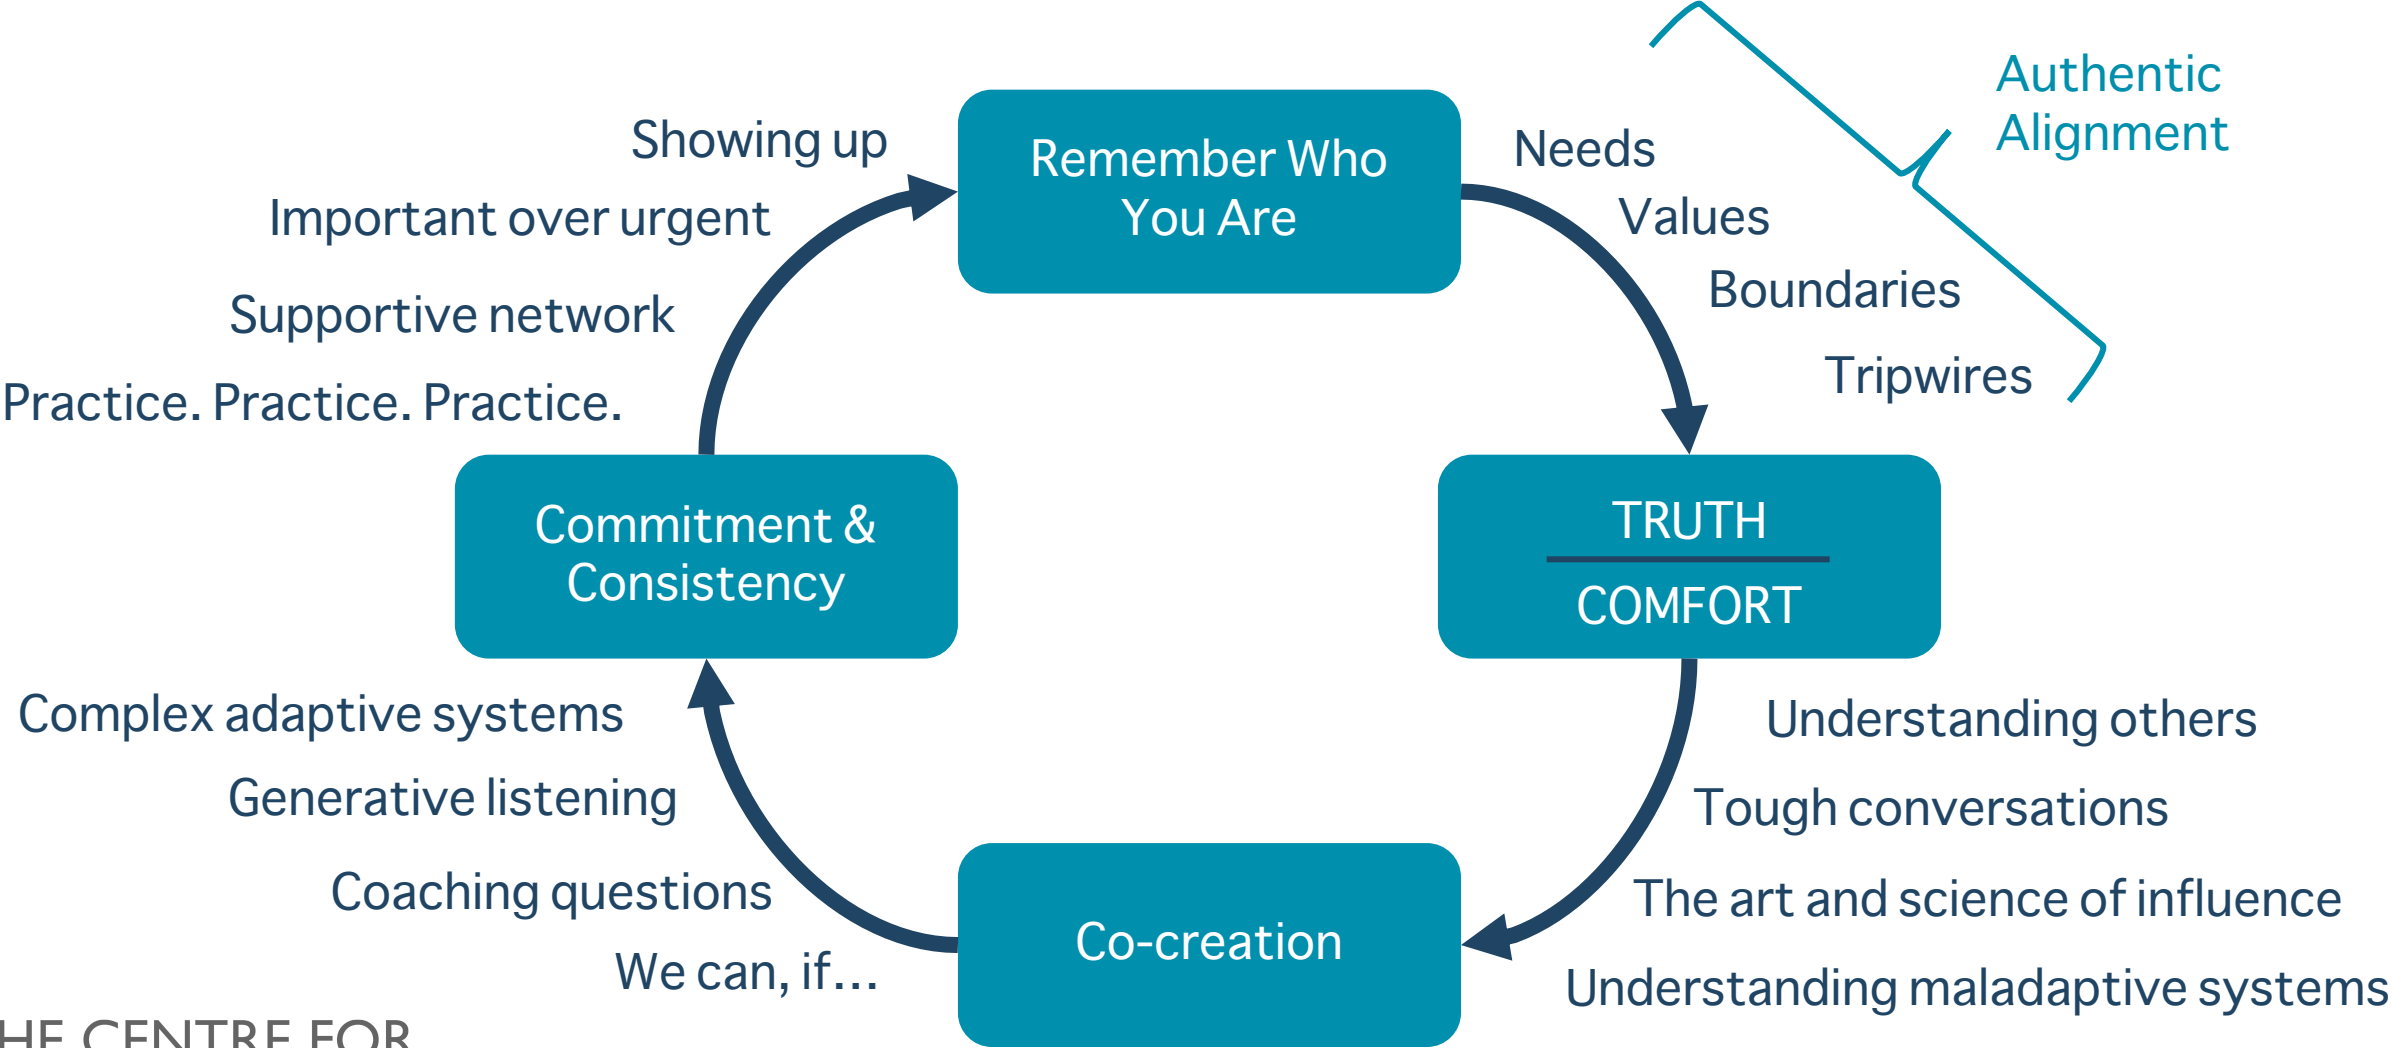 Authentic
Alignment
Showing up
Remember Who
You Are
Needs
Important over urgent
Values
Supportive network
Boundaries
Practice. Practice. Practice.
Tripwires
Commitment &
Consistency
TRUTH
COMFORT
Complex adaptive systems
Understanding others
Generative listening
Tough conversations
Coaching questions
The art and science of influence
We can, if...
Co-creation
Understanding maladaptive systems
CENTRE FOR